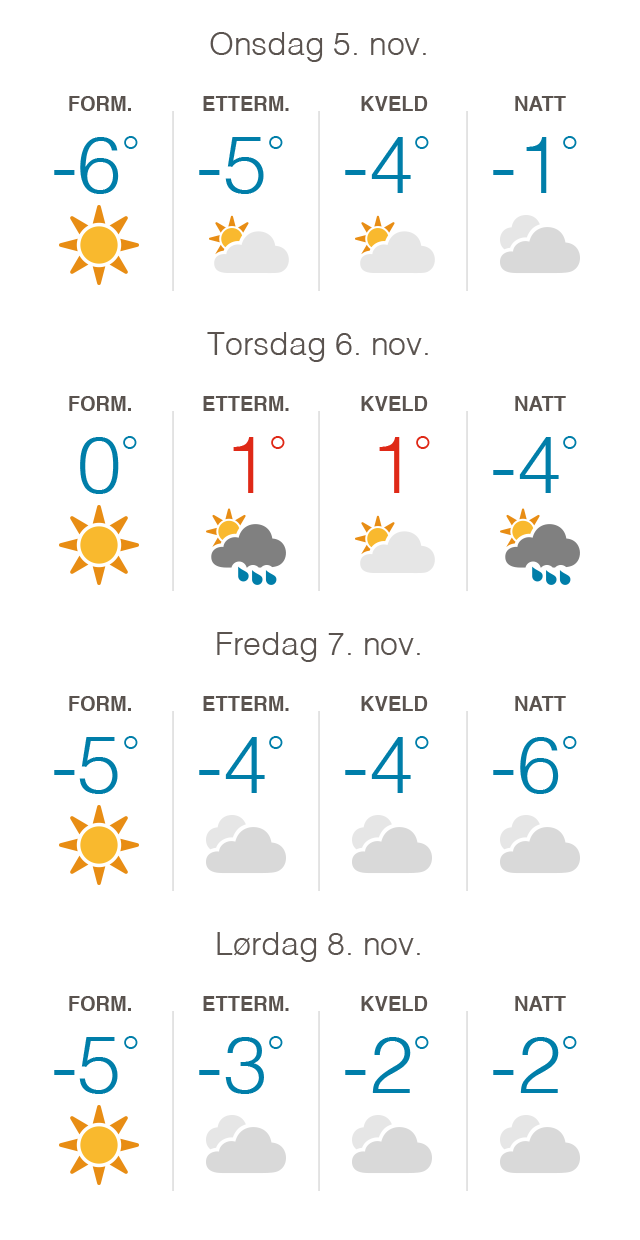 Onsdag 5. nov.
FORM. ETTERM. KVELD NATT
-6° -5° -4° -1°
Torsdag 6. nov.
FORM. ETTERM. KVELD NATT
0° 1° 1° -4°
Fredag 7. nov.
FORM. ETTERM. KVELD NATT
-5° -4° -4° -6°
Lørdag 8. nov.
FORM. ETTERM. KVELD NATT
-5° -3° -2° -2°